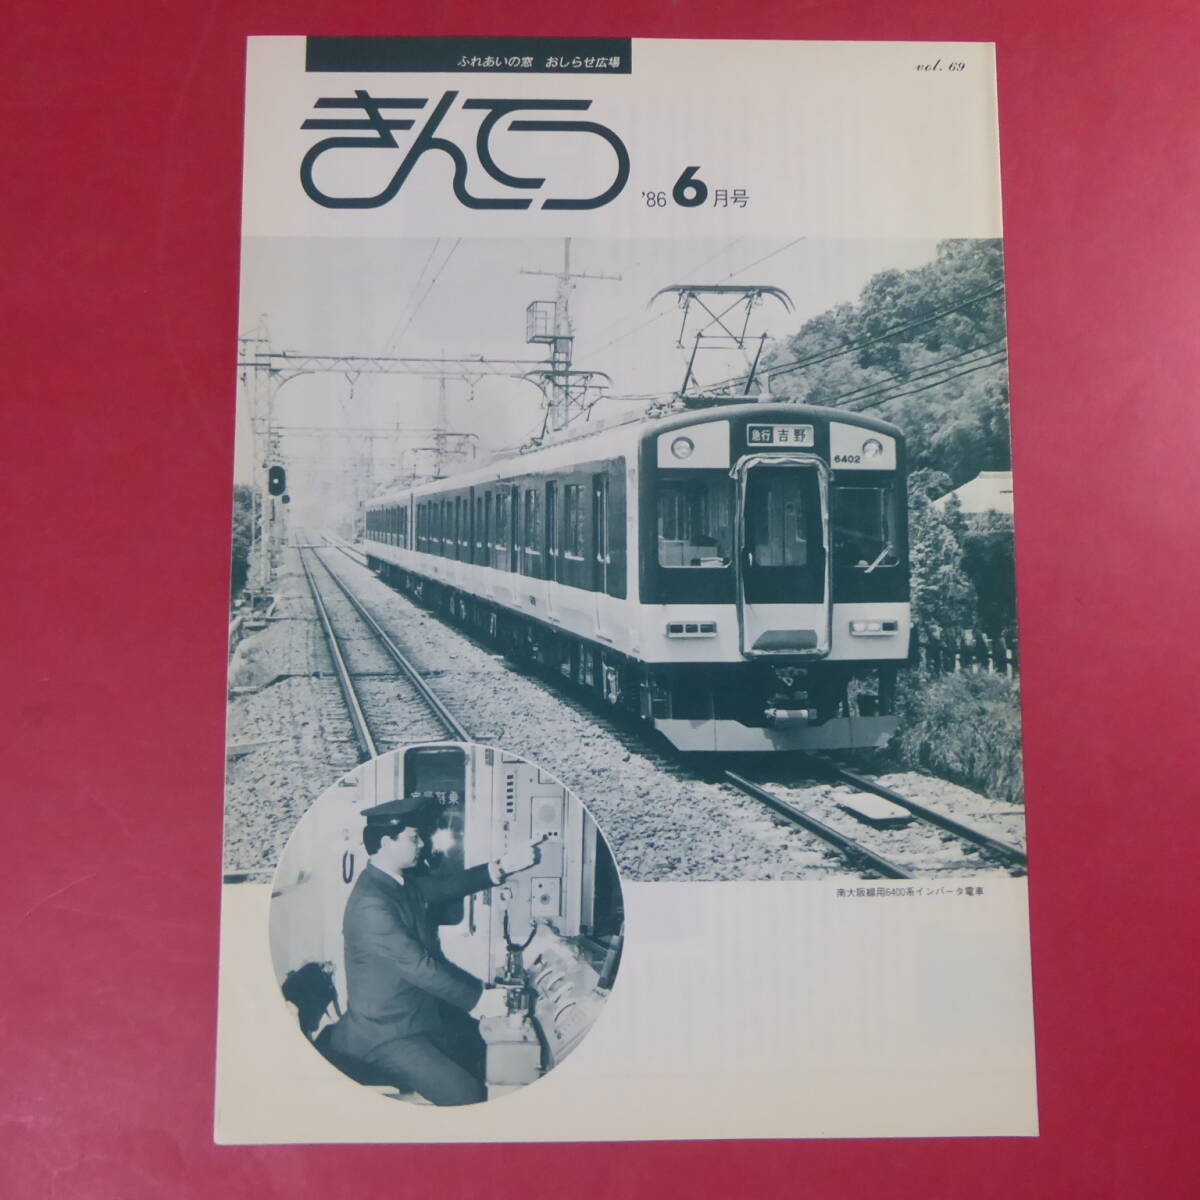 ふれあいの窓　おしらせ広場
vol. 69
きんてつ
'86 6月号
急行 吉野
6402
南大阪線用6400系インバータ電車